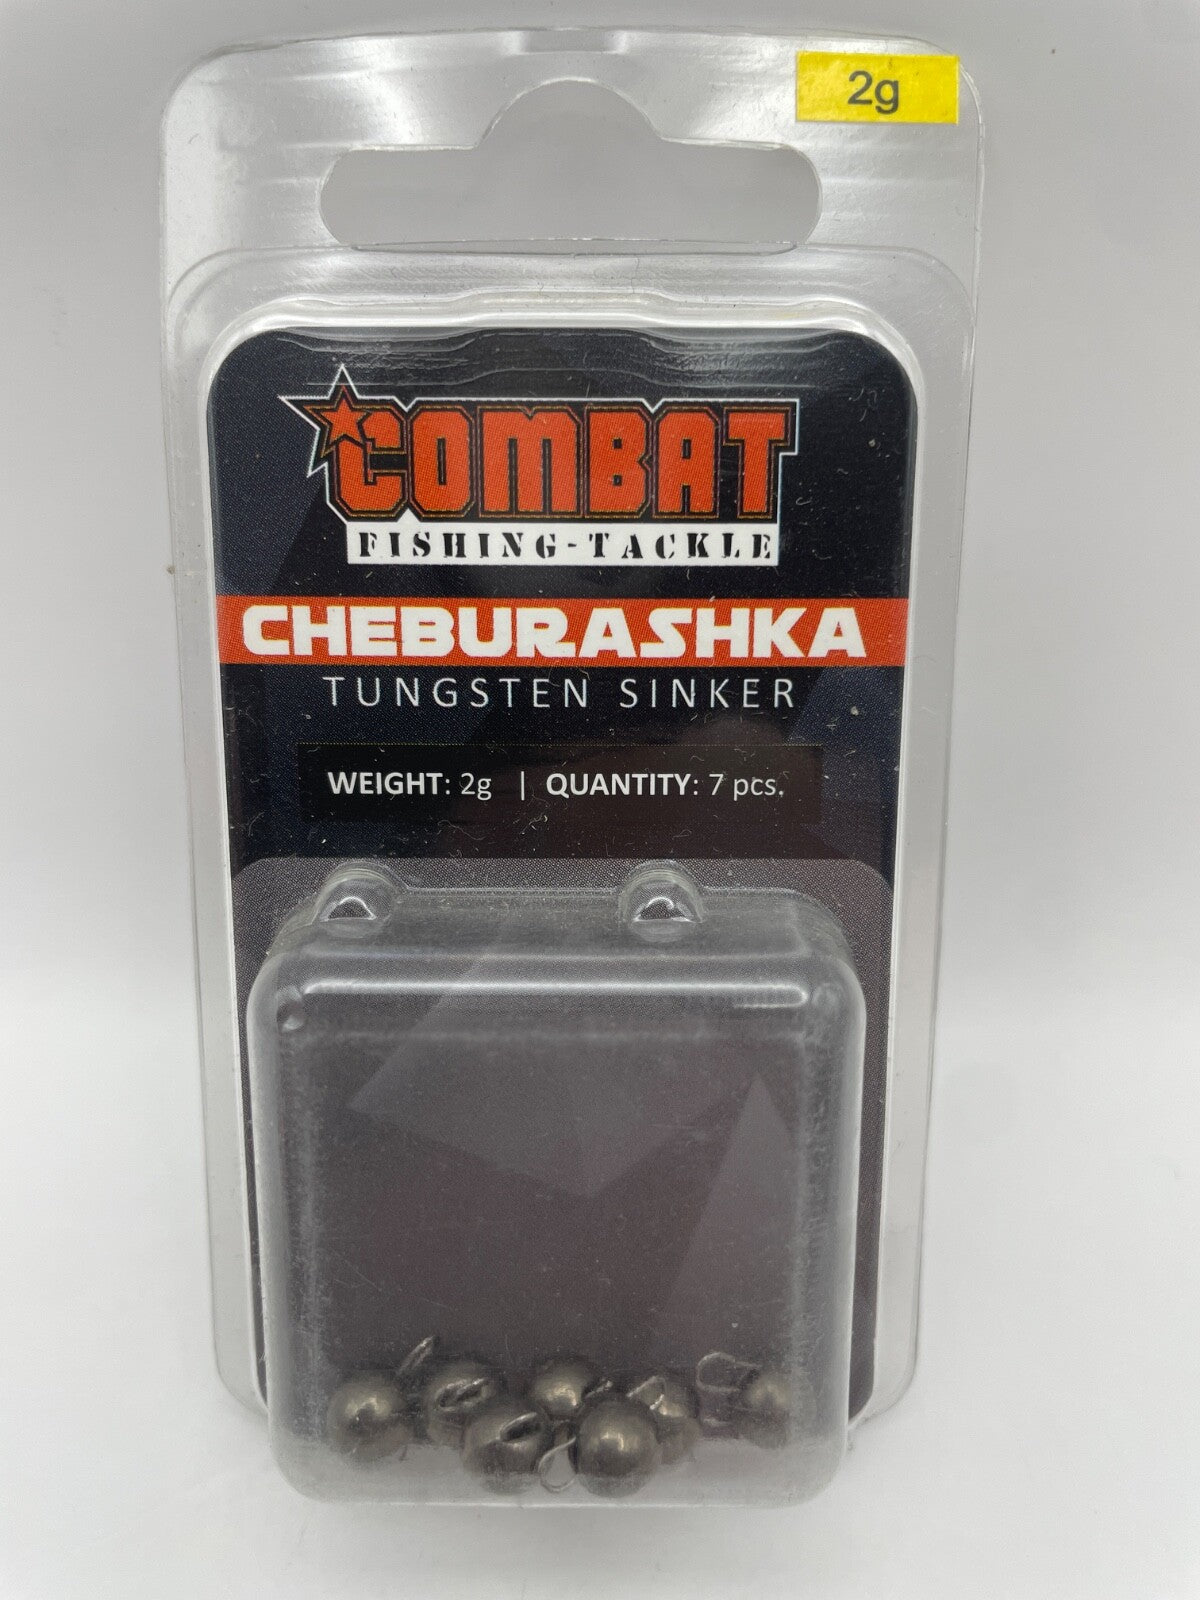 2g
COMBAT
FISHING-TACKLE
CHEBURASHKA
TUNGSTEN SINKER
WEIGHT: 2g | QUANTITY: 7 pcs.